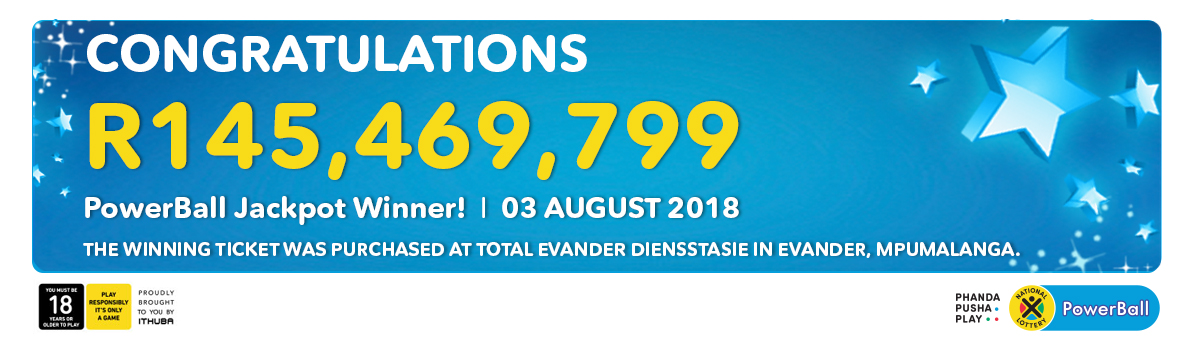 CONGRATULATIONS
R145,469,799
PowerBall Jackpot Winner! | 03 AUGUST 2018
THE WINNING TICKET WAS PURCHASED AT TOTAL EVANDER DIENSSTASIE IN EVANDER, MPUMALANGA.
YOU MUST BE
18
YEARS OR
OLDER TO PLAY
PLAY
RESPONSIBLY
IT'S ONLY
A GAME
PROUDLY
BROUGHT
TO YOU BY
ITHUBA
PHANDA
PUSHA
PLAY
NATIONAL
LOTTERY
PowerBall